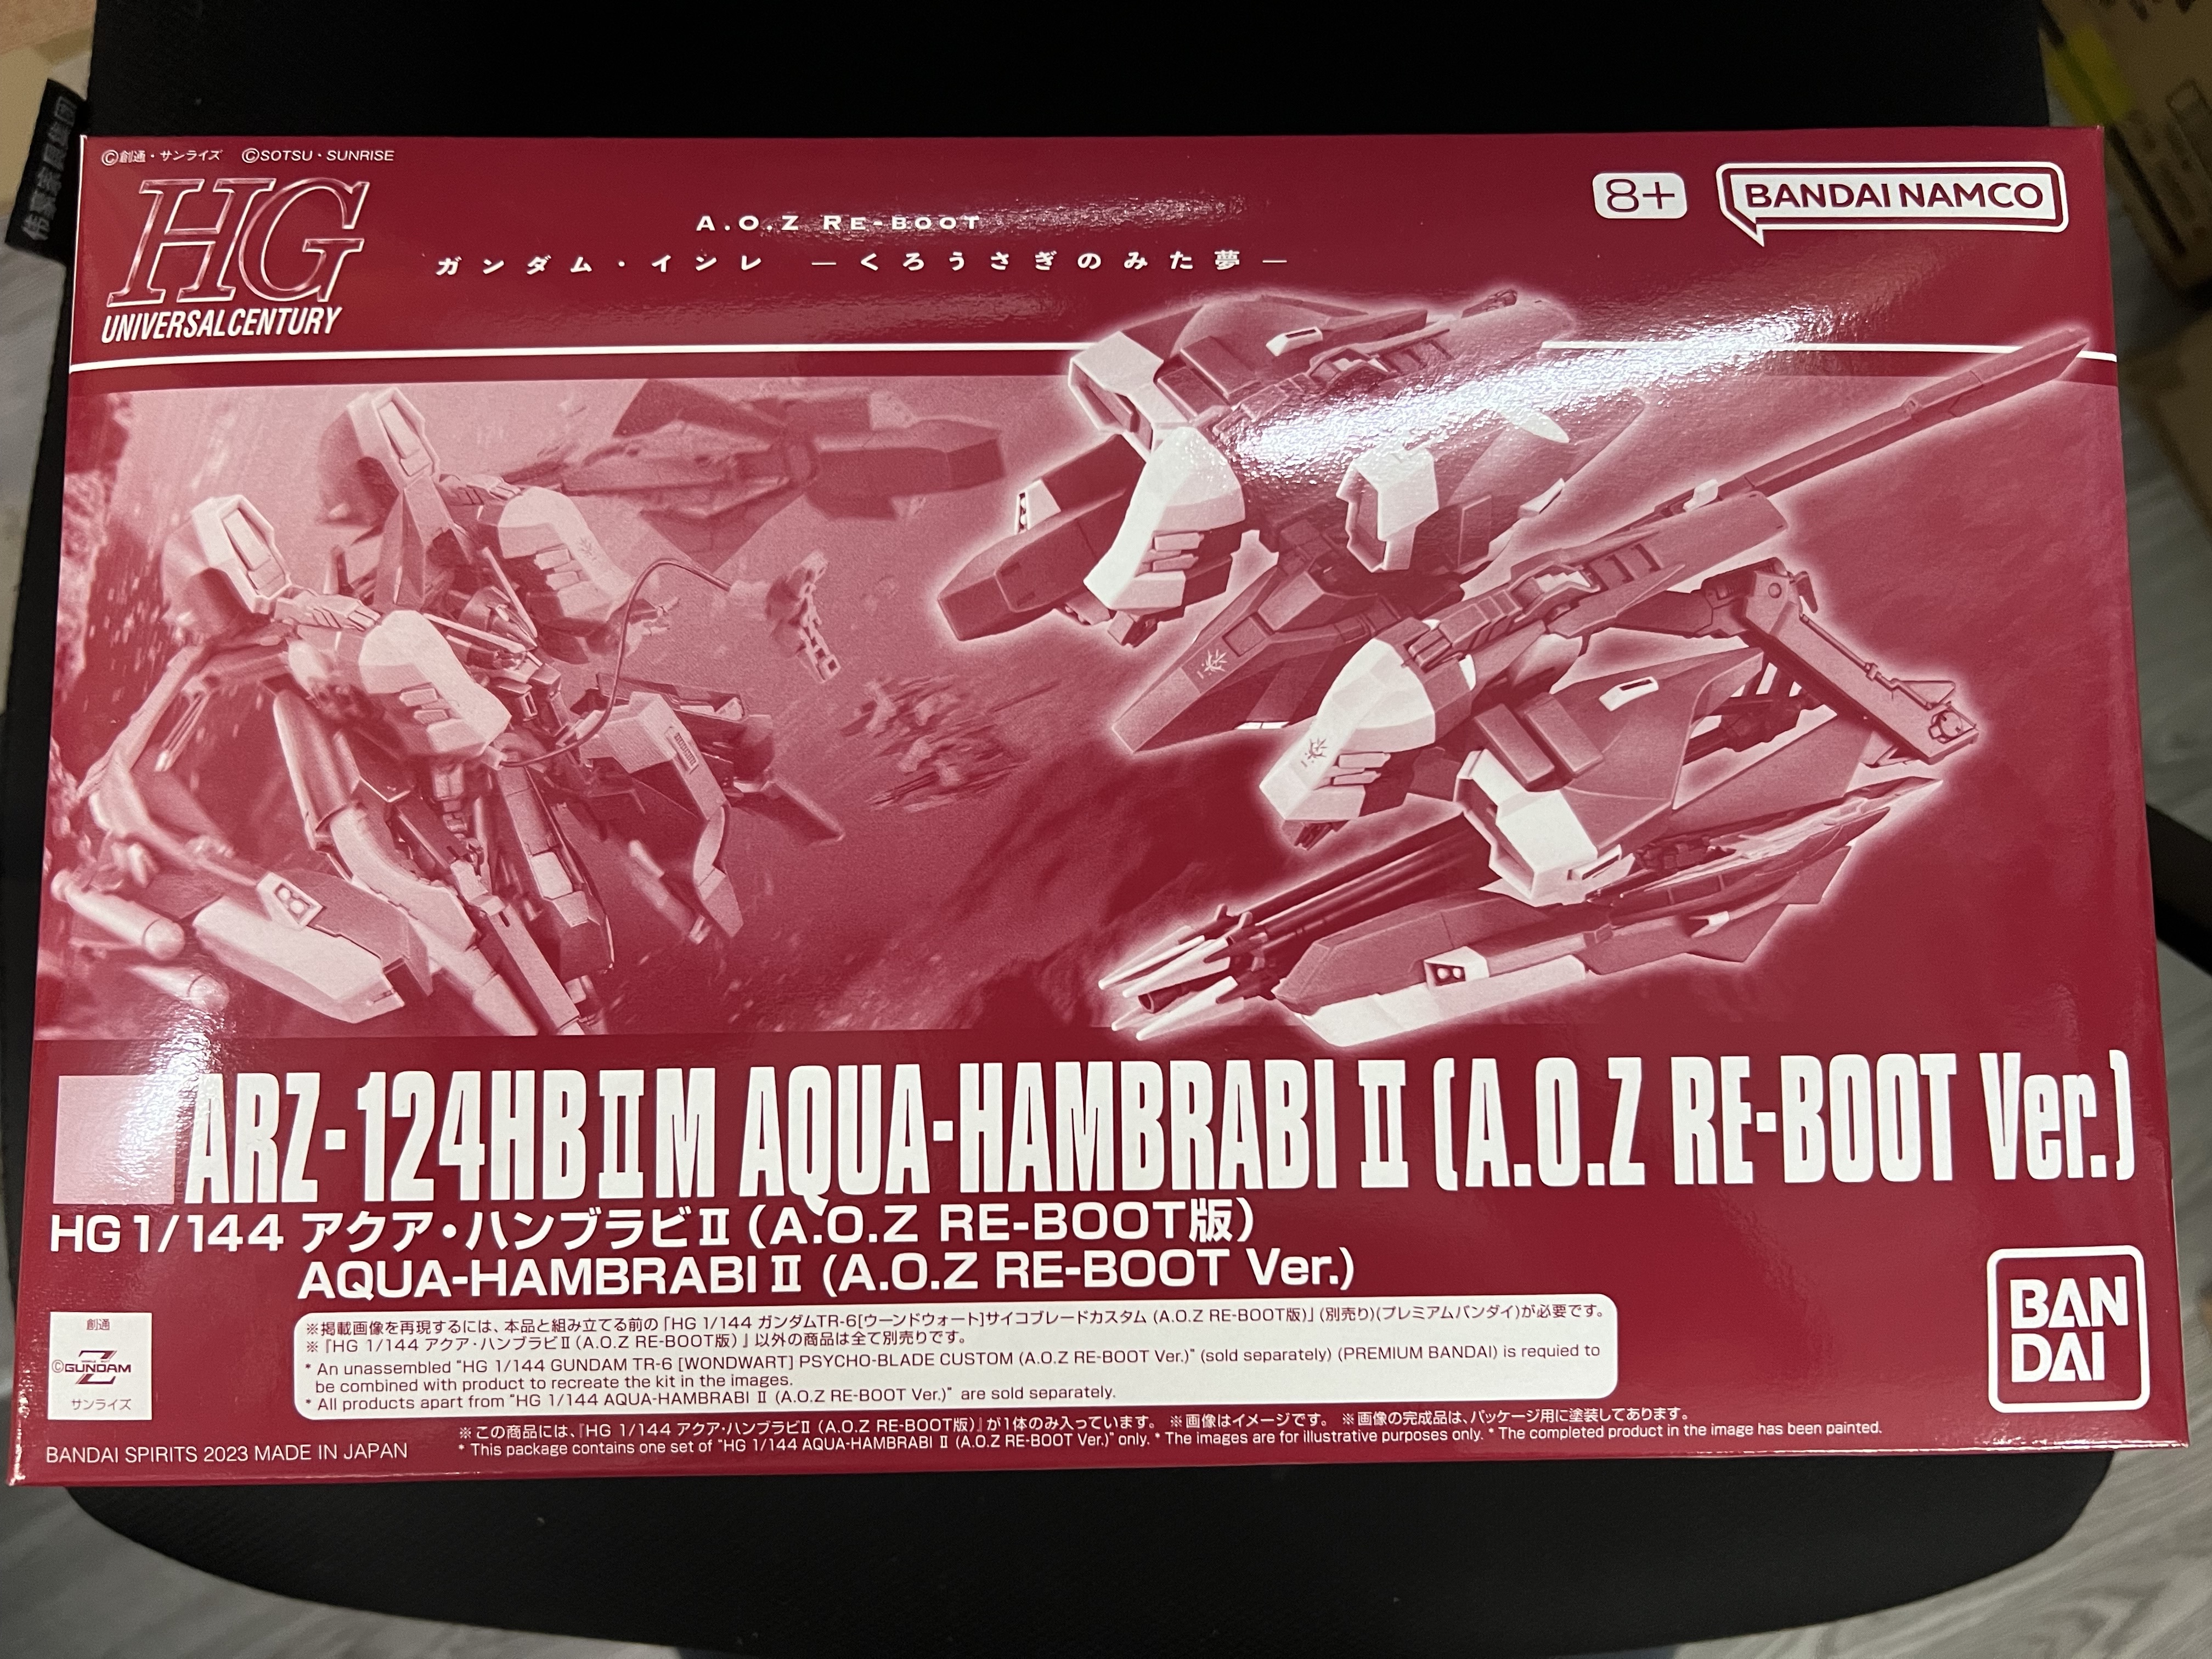 ©創通・サンライズ ©SOTSU・SUNRISE
HG
UNIVERSAL CENTURY
A.O.Z RE-BOOT
ガンダム・インレ ―くろうさぎのみた夢―
8+
BANDAI NAMCO
ARZ-124HBⅡM AQUA-HAMBRABI Ⅱ (A.O.Z RE-BOOT Ver.)
HG 1/144 アクア・ハンブラビⅡ (A.O.Z RE-BOOT版)
AQUA-HAMBRABI Ⅱ (A.O.Z RE-BOOT Ver.)
※掲載画像を再現するには、本品と組み立てる前の「HG 1/144 ガンダムTR-6[ウーンドウォート]サイコブレードカスタム (A.O.Z RE-BOOT版)」(別売り)(プレミアムバンダイ)が必要です。
※『HG 1/144 アクア・ハンブラビⅡ(A.O.Z RE-BOOT版)』以外の商品は全て別売りです。
* An unassembled "HG 1/144 GUNDAM TR-6 [WONDWART] PSYCHO-BLADE CUSTOM (A.O.Z RE-BOOT Ver.)" (sold separately) (PREMIUM BANDAI) is requied to
be combined with product to recreate the kit in the images.
* All products apart from "HG 1/144 AQUA-HAMBRABI Ⅱ (A.O.Z RE-BOOT Ver.)" are sold separately.
創通
©GUNDAM
サンライズ
BAN
DAI
※この商品には、『HG 1/144 アクア・ハンブラビⅡ (A.O.Z RE-BOOT版)』が1体のみ入っています。 ※画像はイメージです。 ※画像の完成品は、パッケージ用に塗装してあります。
* This package contains one set of "HG 1/144 AQUA-HAMBRABI Ⅱ (A.O.Z RE-BOOT Ver.)" only. * The images are for illustrative purposes only. * The completed product in the image has been painted.
BANDAI SPIRITS 2023 MADE IN JAPAN